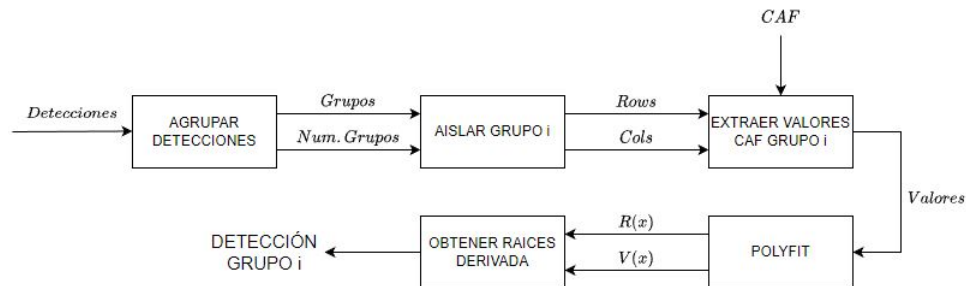 CAF
Detecciones
AGRUPAR
DETECCIONES
Grupos
Num.Grupos
AISLAR GRUPO i
Rows
Cols
EXTRAER VALORES
CAF GRUPO i
Valores
DETECCIÓN
GRUPO i
OBTENER RAICES
DERIVADA
R(x)
V(x)
POLYFIT